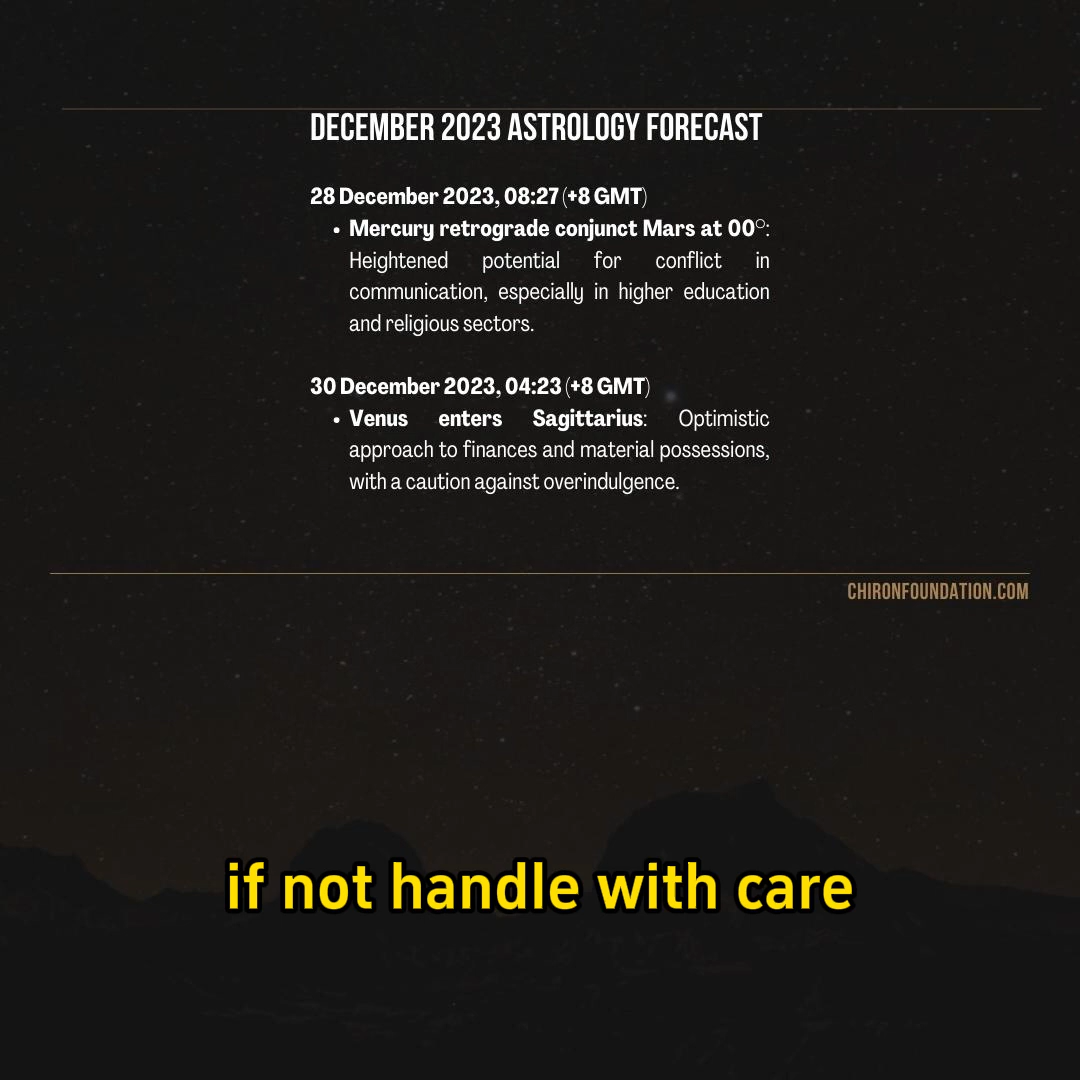 DECEMBER 2023 ASTROLOGY FORECAST
28 December 2023, 08:27 (+8 GMT)
• Mercury retrograde conjunct Mars at 00°:
Heightened potential for conflict in
communication, especially in higher education
and religious sectors.
30 December 2023, 04:23 (+8 GMT)
• Venus enters Sagittarius: Optimistic
approach to finances and material possessions,
with a caution against overindulgence.
CHIRONFOUNDATION.COM
if not handle with care